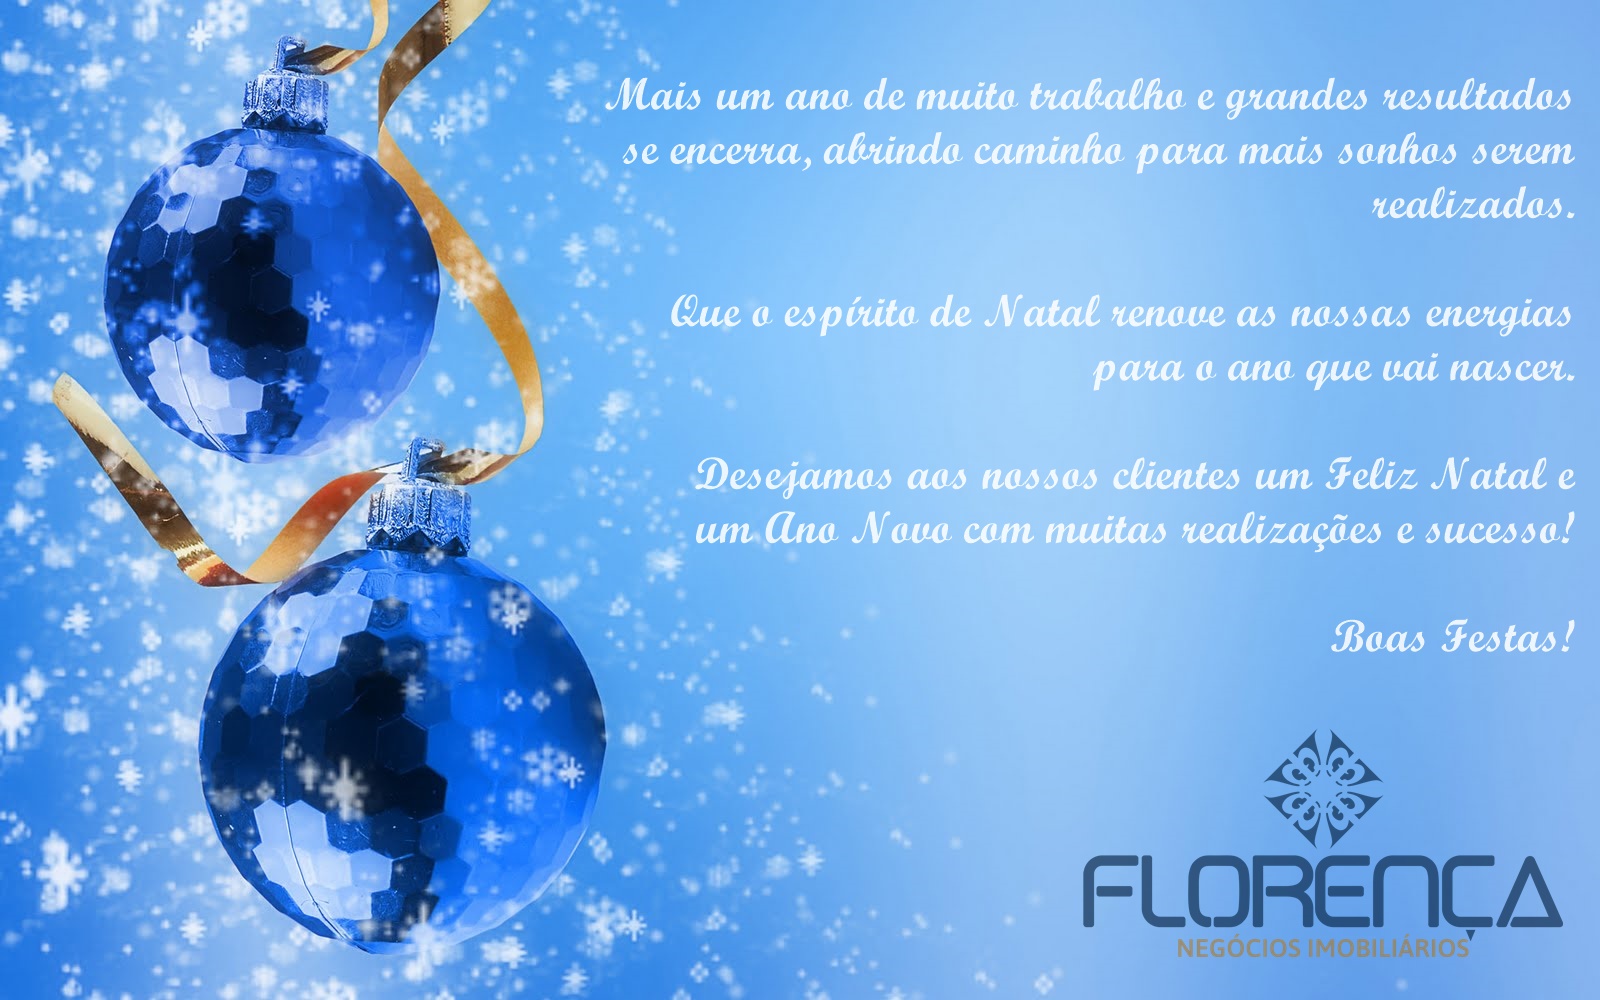 Mais um ano de muito trabalho e grandes resultados
se encerra, abrindo caminho para mais sonhos serem
realizados.
Que o espírito de Natal renove as nossas energias
para o ano que vai nascer.
Desejamos aos nossos clientes um Feliz Natal e
um Ano Novo com muitas realizações e sucesso!
Boas Festas!
FLORENÇA
NEGÓCIOS IMOBILIÁRIOS